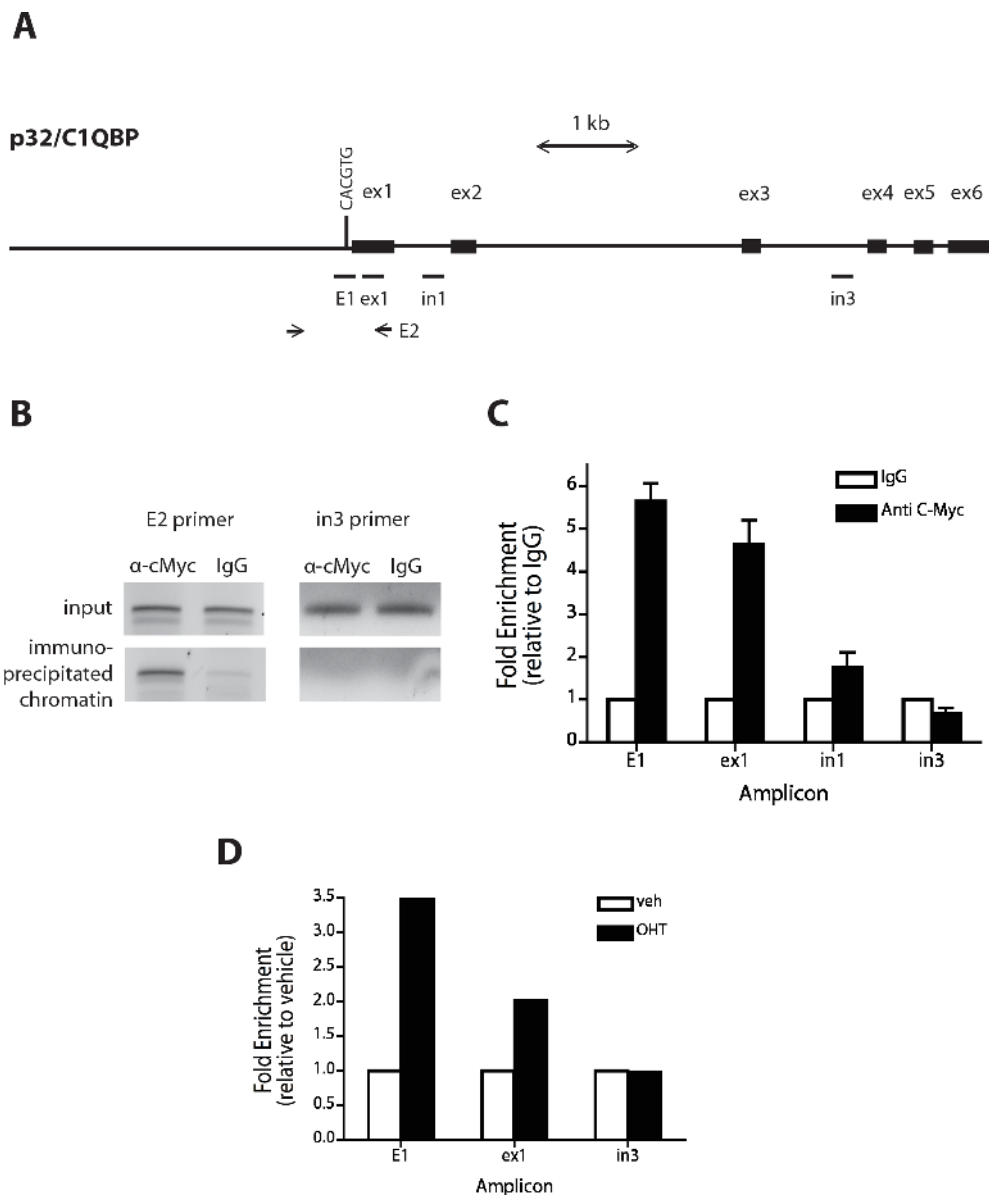 A
p32/C1QBP
1 kb
CACGTG
ex1 ex2 ex3 ex4 ex5 ex6
E1 ex1 in1 in3
E2
B
E2 primer in3 primer
α-cMyc IgG α-cMyc IgG
input
immuno-
precipitated
chromatin
C
Fold Enrichment
(relative to IgG)
6
5
4
2
1
0
IgG
Anti C-Myc
E1 ex1 in1 in3
Amplicon
D
Fold Enrichment
(relative to vehicle)
3.5
3.0
2.5
2.0
1.5
1.0
0.5
0.0
veh
OHT
E1 ex1 in3
Amplicon